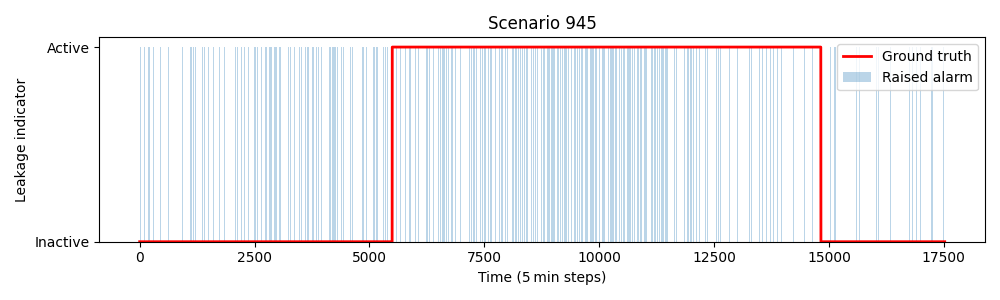 Scenario 945
Active
Inactive
Leakage indicator
Ground truth
Raised alarm
0
2500
5000
7500
10000
12500
15000
17500
Time (5 min steps)